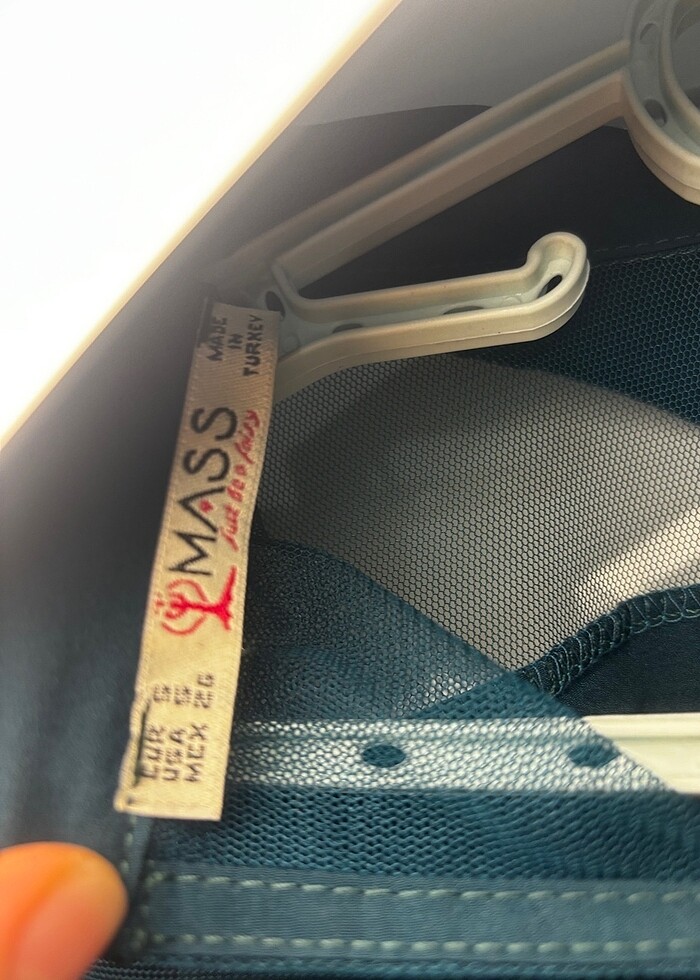 MADE
IN
TURKEY
MASS
just be a fairy
EUR S
USA S
MEX 26